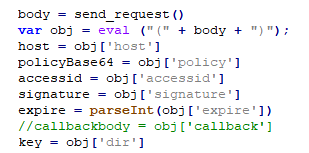 body = send_request()
var obj = eval ("(" + body + ")");
host = obj['host']
policyBase64 = obj['policy']
accessid = obj['accessid']
signature = obj['signature']
expire = parseInt(obj['expire'])
//callbackbody = obj['callback']
key = obj['dir']